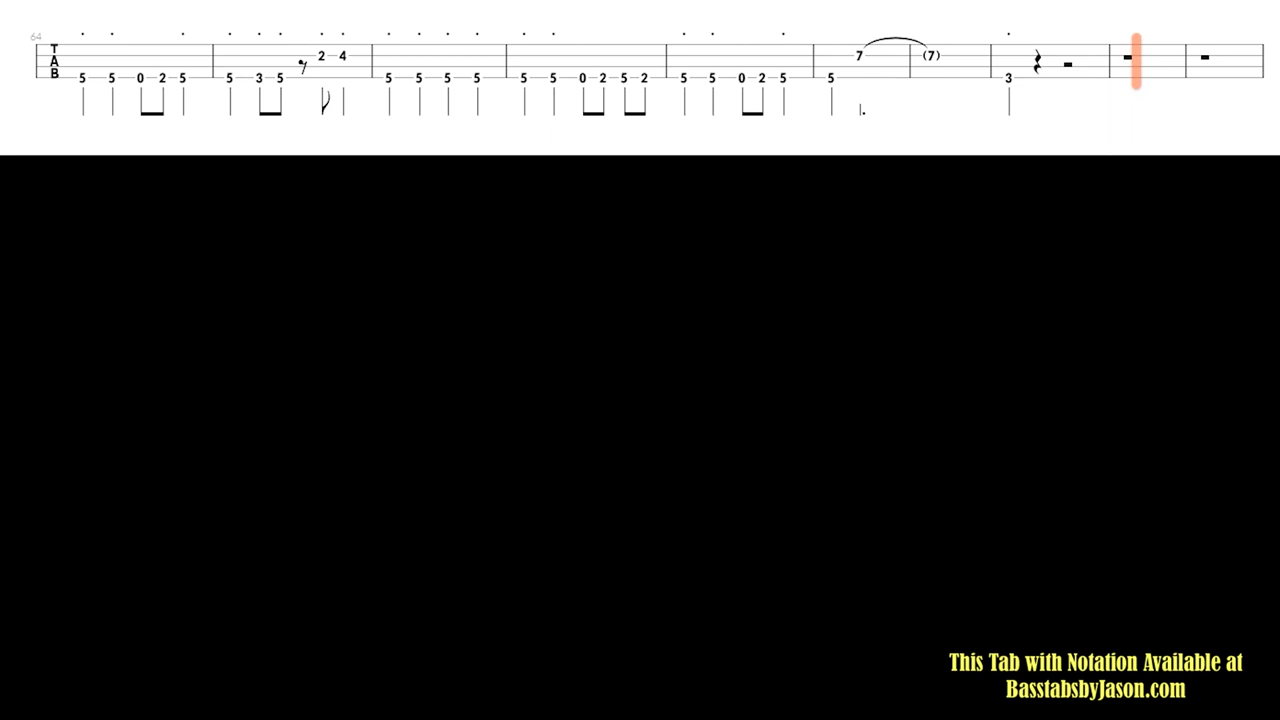 64
T
A
B
2 4 7 (7)
5 5 0 2 5 5 3 5 5 5 5 5 5 5 0 2 5 2 5 5 0 2 5 5 3
This Tab with Notation Available at
BasstabsbyJason.com